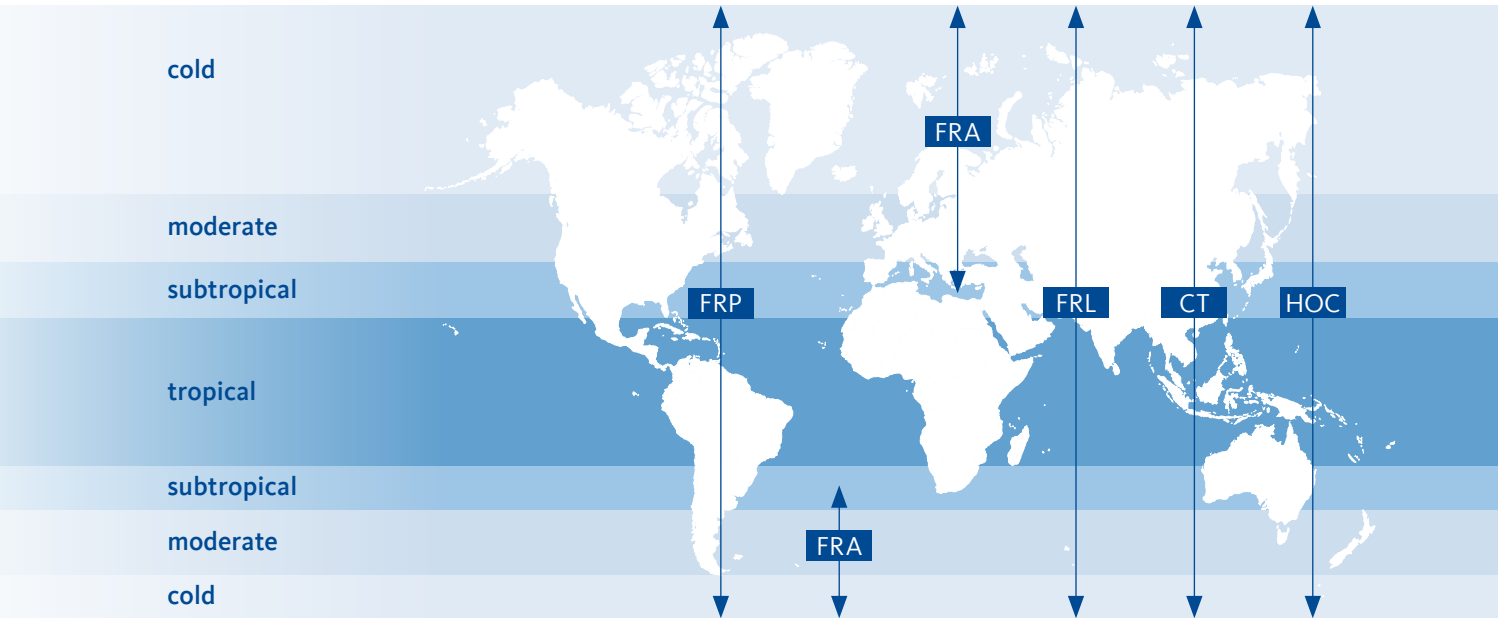 cold
FRA
moderate
subtropical
FRP
FRL
CT
HOC
tropical
subtropical
moderate
FRA
cold